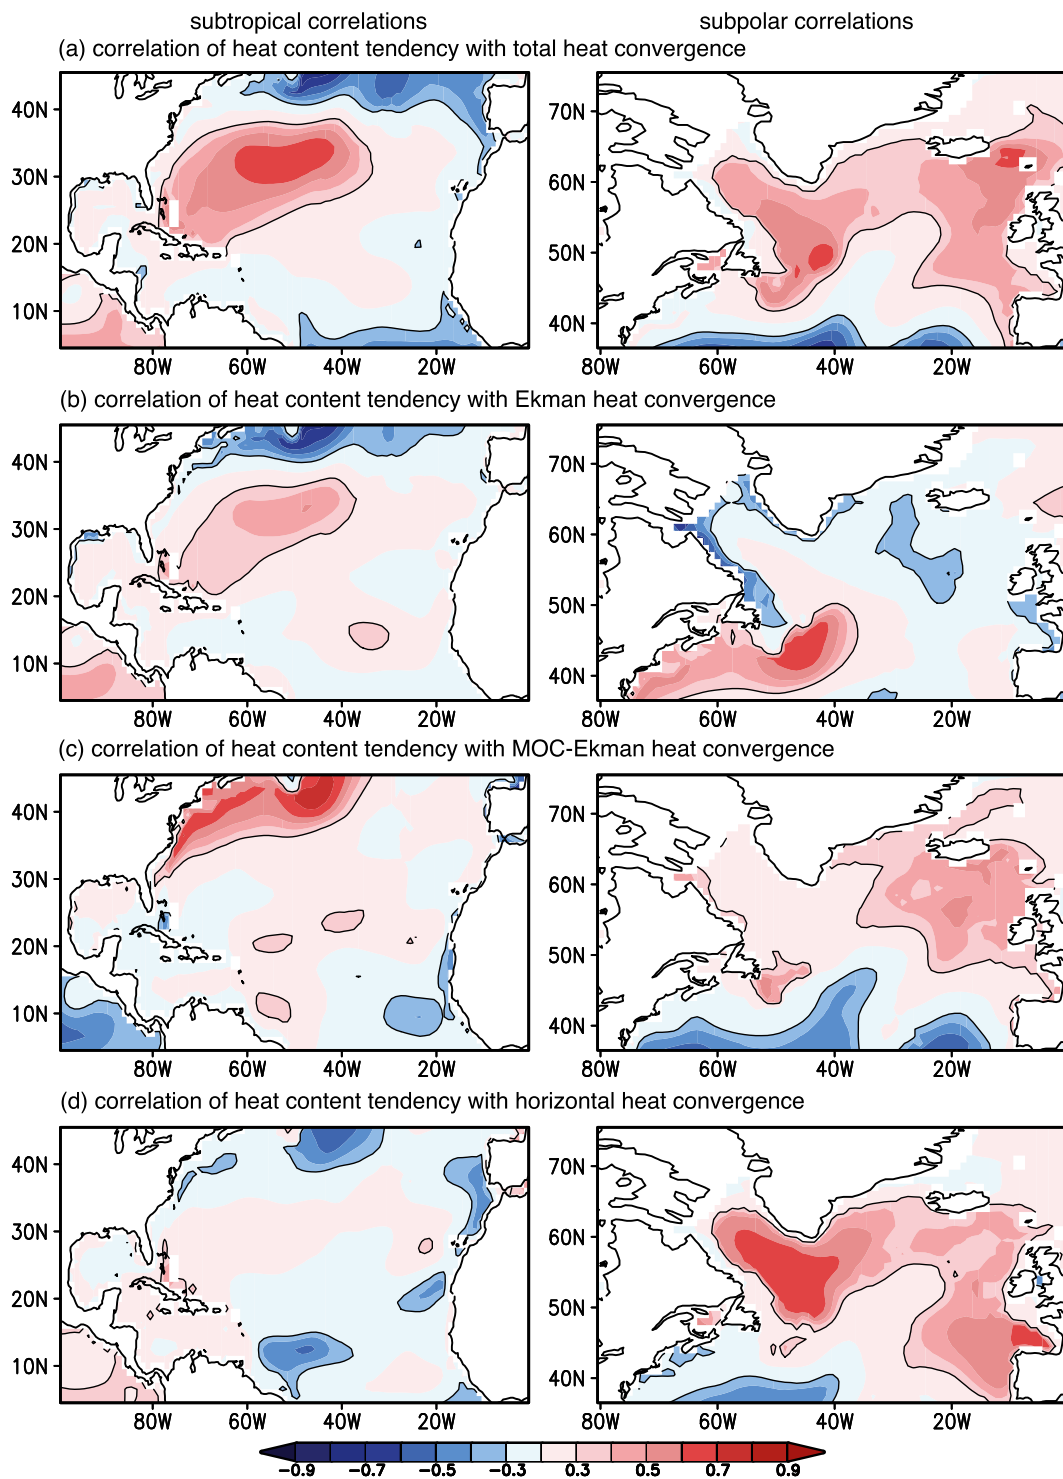 subtropical correlations
subpolar correlations
(a) correlation of heat content tendency with total heat convergence
40N
30N
20N
10N
80W 60W 40W 20W
70N
60N
50N
40N
80W 60W 40W 20W
(b) correlation of heat content tendency with Ekman heat convergence
40N
30N
20N
10N
80W 60W 40W 20W
70N
60N
50N
40N
80W 60W 40W 20W
(c) correlation of heat content tendency with MOC-Ekman heat convergence
40N
30N
20N
10N
80W 60W 40W 20W
70N
60N
50N
40N
80W 60W 40W 20W
(d) correlation of heat content tendency with horizontal heat convergence
40N
30N
20N
10N
80W 60W 40W 20W
70N
60N
50N
40N
80W 60W 40W 20W
−0.9 −0.7 −0.5 −0.3 0.3 0.5 0.7 0.9